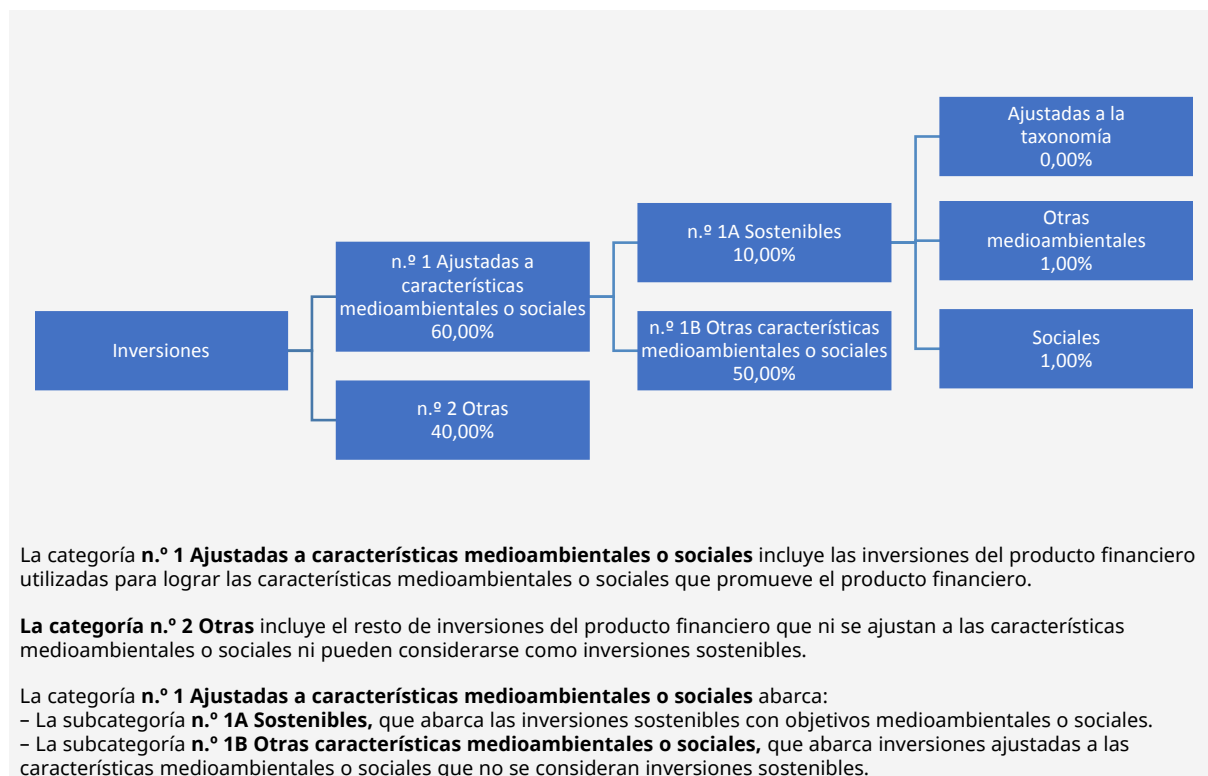 Inversiones
n.º 1 Ajustadas a
características
medioambientales o sociales
60,00%
n.º 2 Otras
40,00%
n.º 1A Sostenibles
10,00%
n.º 1B Otras características
medioambientales o sociales
50,00%
Ajustadas a la
taxonomía
0,00%
Otras
medioambientales
1,00%
Sociales
1,00%
La categoría n.º 1 Ajustadas a características medioambientales o sociales incluye las inversiones del producto financiero
utilizadas para lograr las características medioambientales o sociales que promueve el producto financiero.
La categoría n.º 2 Otras incluye el resto de inversiones del producto financiero que ni se ajustan a las características
medioambientales o sociales ni pueden considerarse como inversiones sostenibles.
La categoría n.º 1 Ajustadas a características medioambientales o sociales abarca:
– La subcategoría n.º 1A Sostenibles, que abarca las inversiones sostenibles con objetivos medioambientales o sociales.
– La subcategoría n.º 1B Otras características medioambientales o sociales, que abarca inversiones ajustadas a las
características medioambientales o sociales que no se consideran inversiones sostenibles.